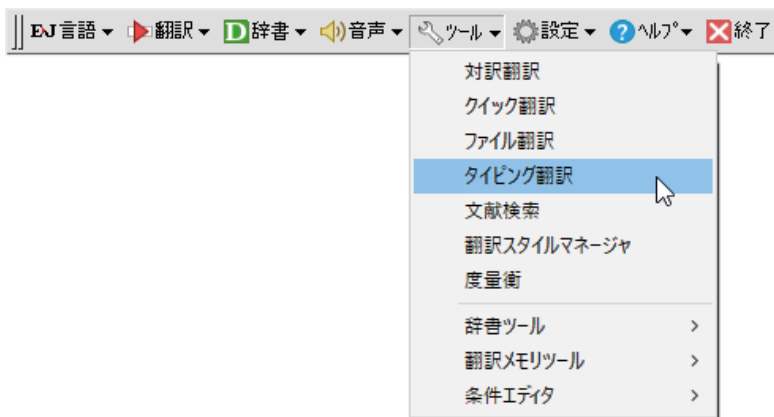 EJ言語 翻訳 D辞書 音声 ツール 設定 ? ヘルプ 終了
対訳翻訳
クイック翻訳
ファイル翻訳
タイピング翻訳
文献検索
翻訳スタイルマネージャ
度量衡
辞書ツール
翻訳メモリツール
条件エディタ